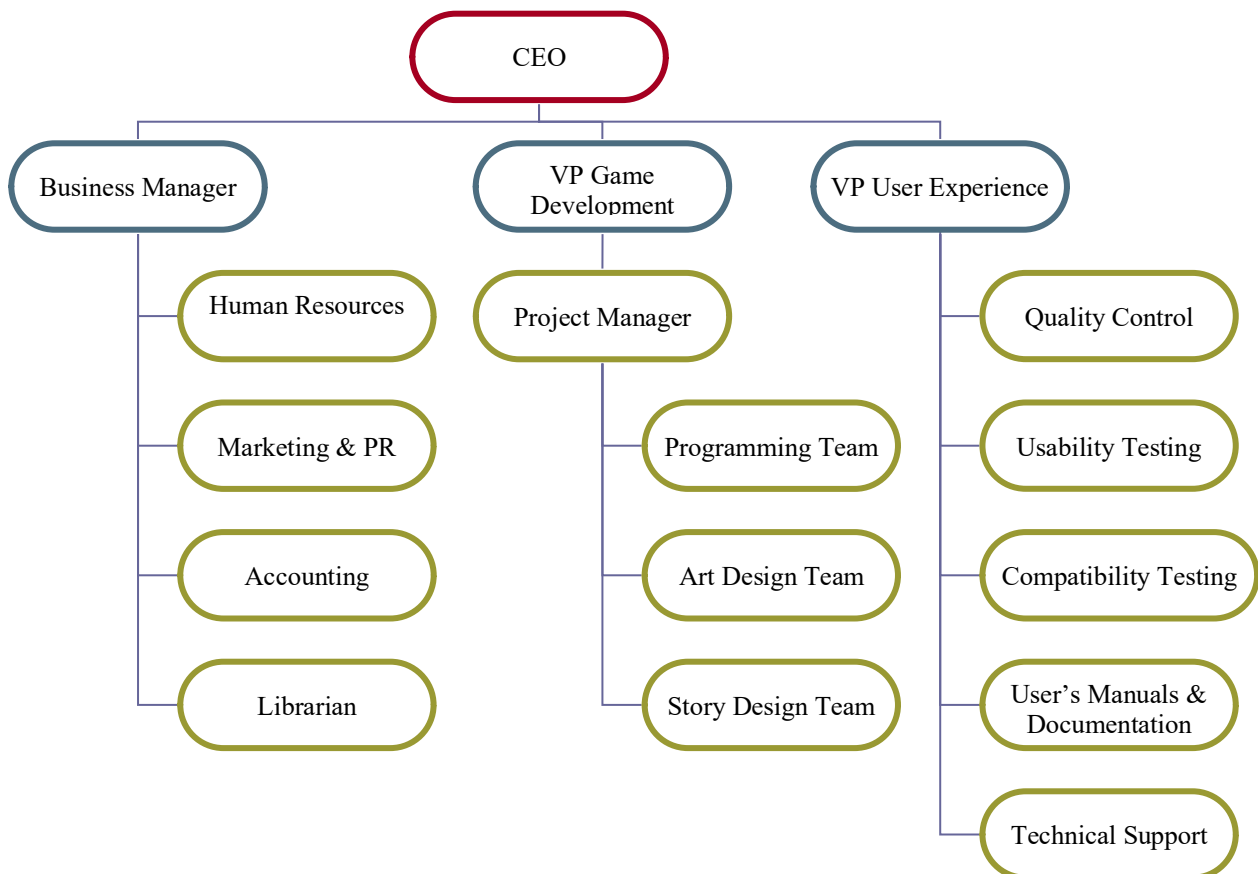 CEO
Business Manager
VP Game
Development
VP User Experience
Human Resources
Project Manager
Quality Control
Marketing & PR
Programming Team
Usability Testing
Accounting
Art Design Team
Compatibility Testing
Librarian
Story Design Team
User’s Manuals &
Documentation
Technical Support